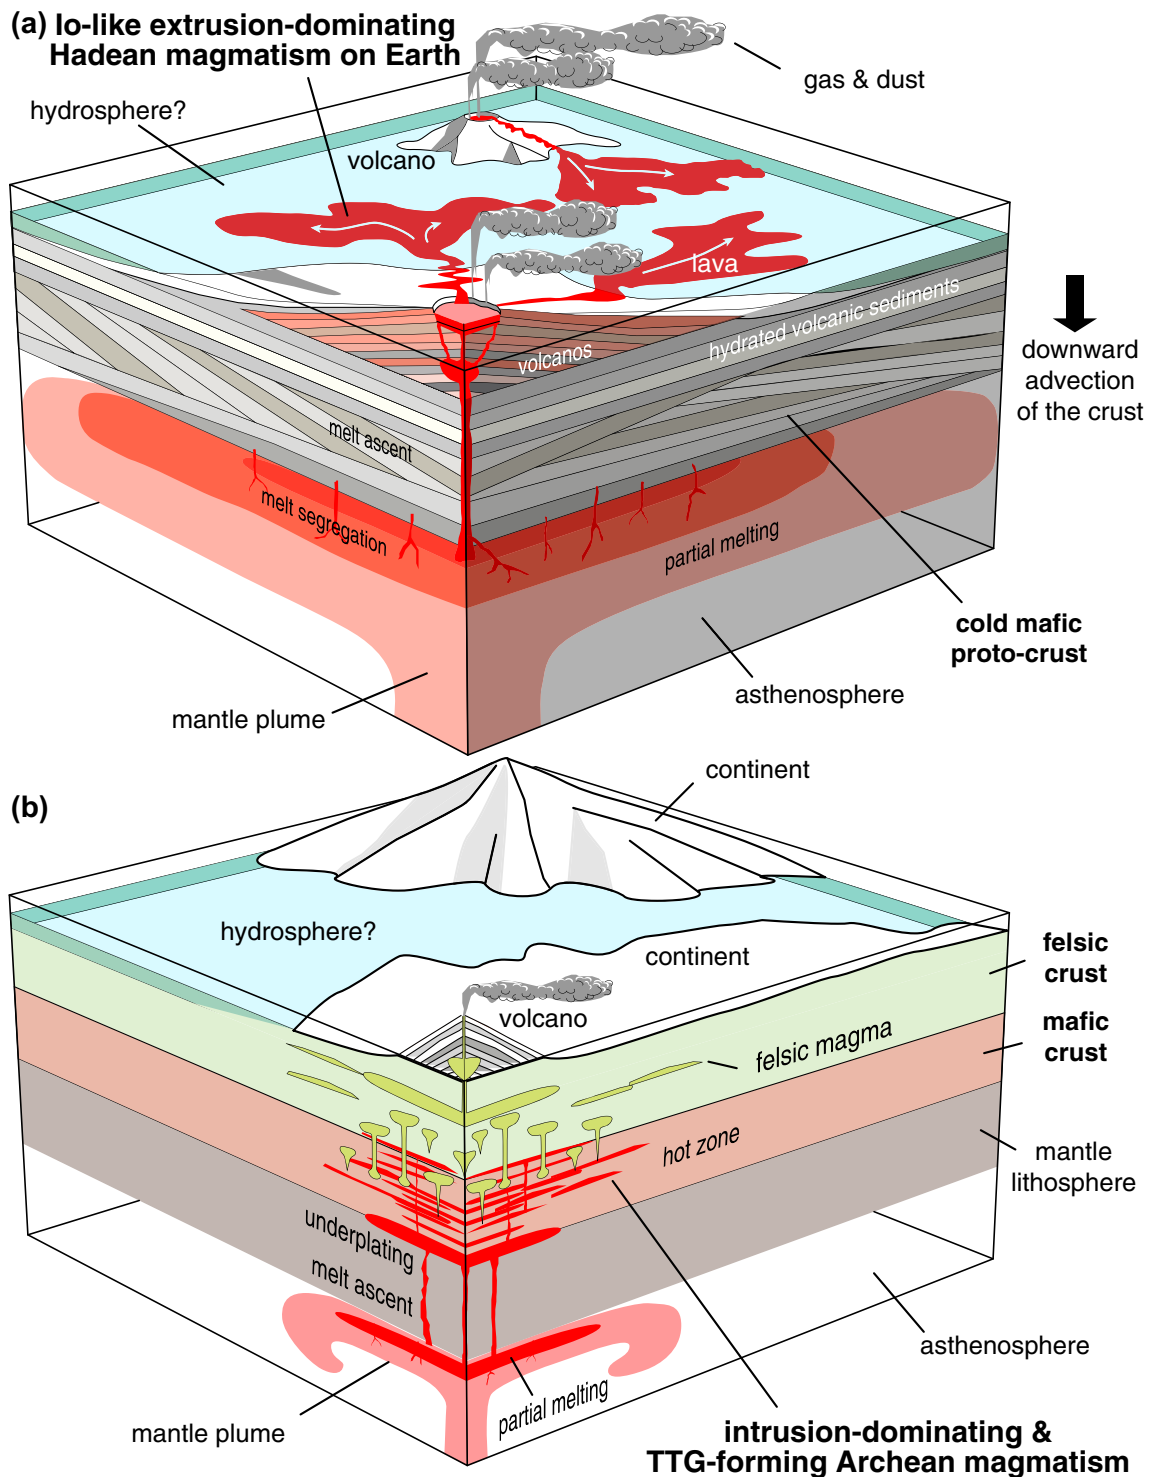 (a) Io-like extrusion-dominating
Hadean magmatism on Earth
gas & dust
hydrosphere?
volcano
lava
hydrated volcanic sediments
volcanos
downward
advection
of the crust
melt ascent
melt segregation
partial melting
cold mafic
proto-crust
asthenosphere
mantle plume
(b)
continent
hydrosphere?
continent
felsic
crust
volcano
mafic
crust
felsic magma
hot zone
mantle
lithosphere
underplating
melt ascent
asthenosphere
partial melting
mantle plume
intrusion-dominating &
TTG-forming Archean magmatism